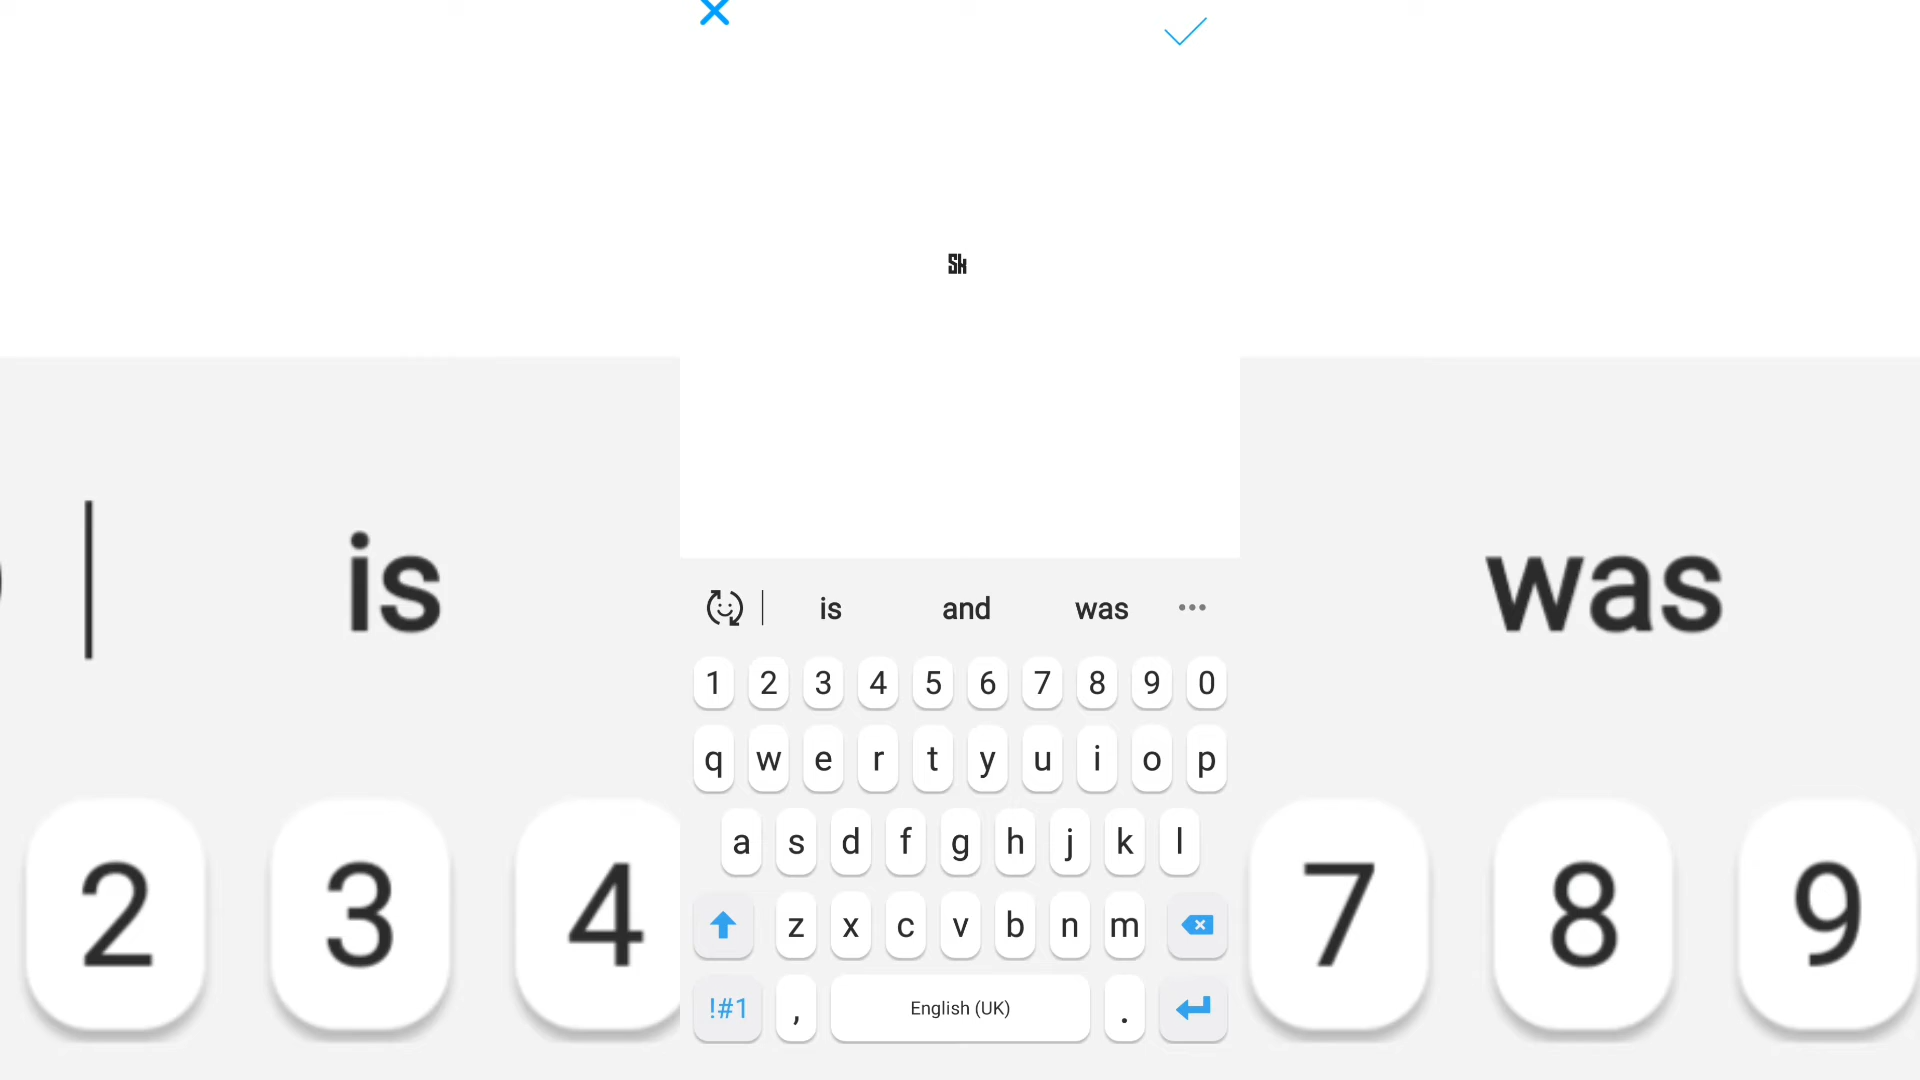 Sk
is and was
is
was
1 2 3 4 5 6 7 8 9 0
q w e r t y u i o p
a s d f g h j k l
z x c v b n m
!#1 , English (UK) .
2 3 4
7 8 9